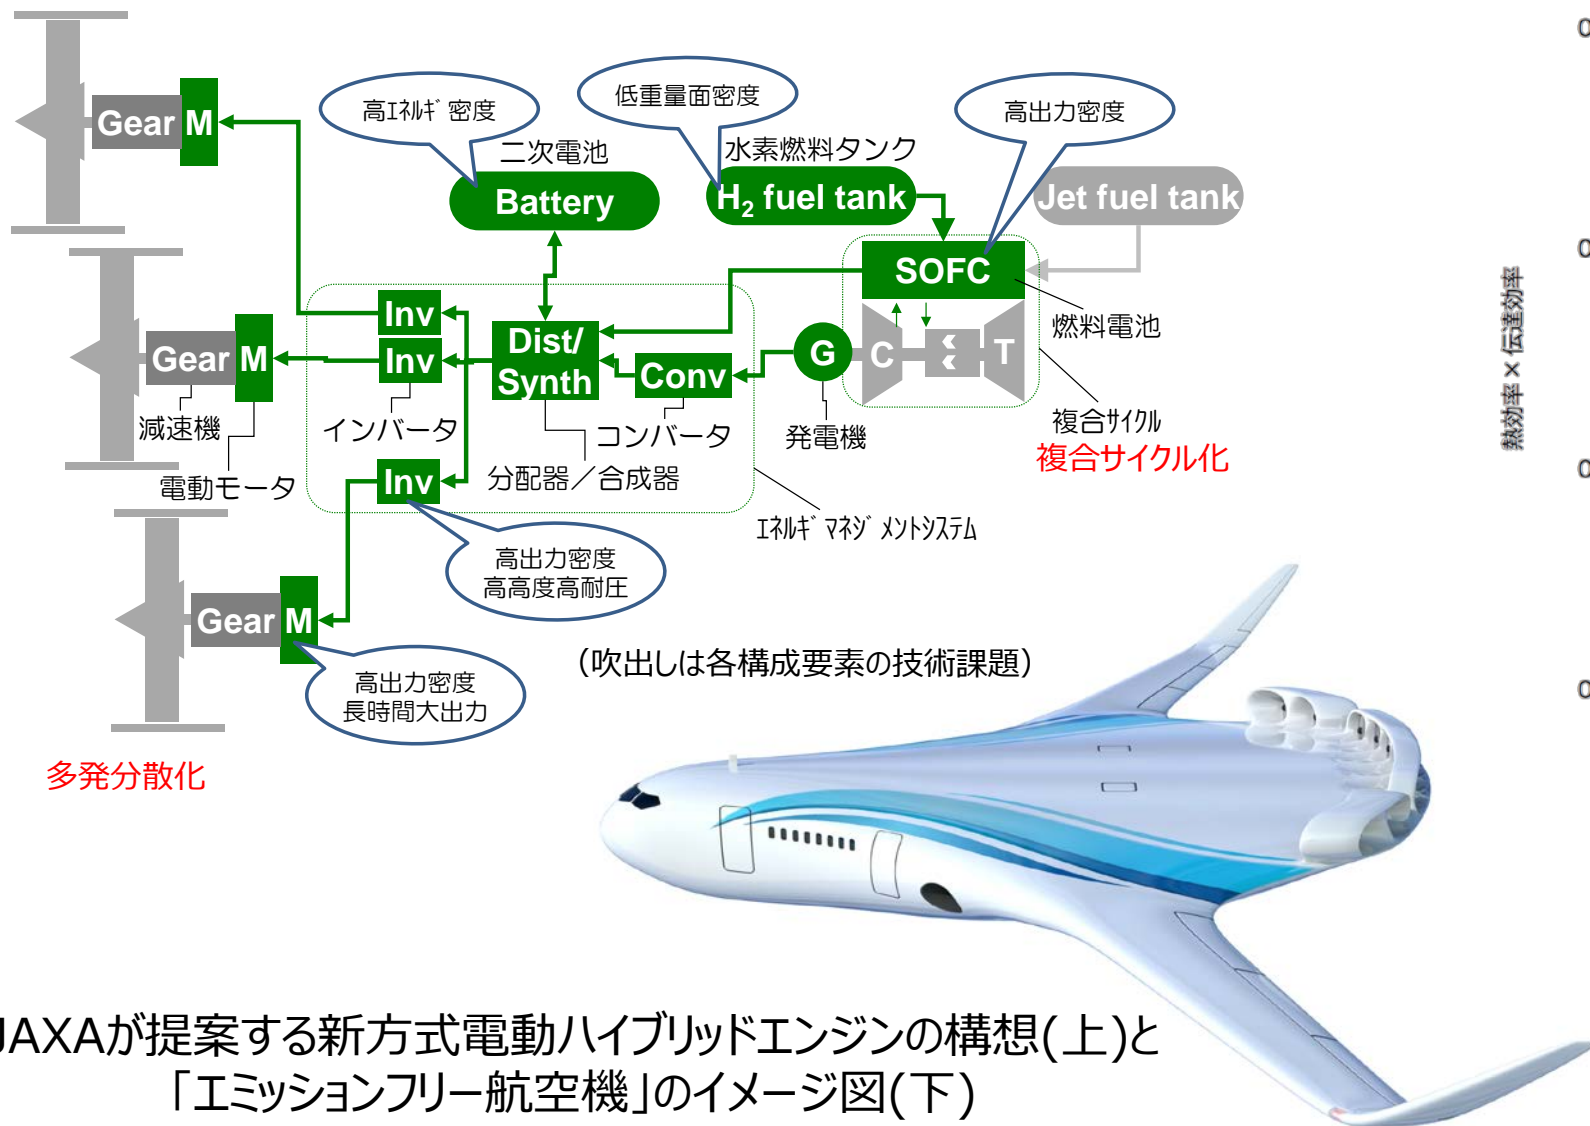 高ｴﾈﾙｷﾞ密度
低重量面密度
高出力密度
Gear M
二次電池
水素燃料タンク
Battery
H₂ fuel tank
Jet fuel tank
SOFC
燃料電池
Inv
Gear M
Inv
Dist/
Synth
Conv
G
C
T
減速機
インバータ
コンバータ
発電機
複合ｻｲｸﾙ
複合サイクル化
電動モータ
Inv
分配器／合成器
ｴﾈﾙｷﾞﾏﾈｼﾞﾒﾝﾄｼｽﾃﾑ
高出力密度
高高度高耐圧
Gear M
高出力密度
長時間大出力
(吹出しは各構成要素の技術課題)
多発分散化
熱効率 × 伝達効率
0
0
0
0
JAXAが提案する新方式電動ハイブリッドエンジンの構想(上)と
「エミッションフリー航空機」のイメージ図(下)